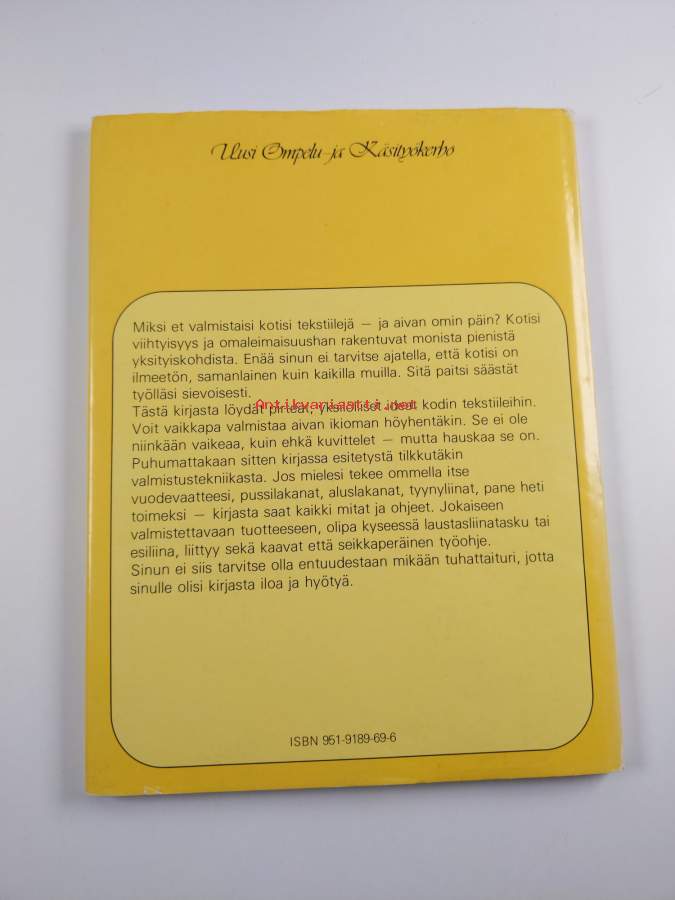 Uusi Ompelu- ja Käsityökerho
Miksi et valmistaisi kotisi tekstiilejä – ja aivan omin päin? Kotisi
viihtyisyys ja omaleimaisuushan rakentuvat monista pienistä
yksityiskohdista. Enää sinun ei tarvitse ajatella, että kotisi on
ilmeetön, samanlainen kuin kaikilla muilla. Sitä paitsi säästät
työlläsi sievoisesti.
Antikvariaatti.net
Tästä kirjasta löydät pirteät, yksilölliset ideat kodin tekstiileihin.
Voit vaikkapa valmistaa aivan ikioman höyhentäkin. Se ei ole
niinkään vaikeaa, kuin ehkä kuvittelet – mutta hauskaa se on.
Puhumattakaan sitten kirjassa esitetystä tilkkutäkin
valmistustekniikasta. Jos mielesi tekee ommella itse
vuodevaatteesi, pussilakanat, aluslakanat, tyynyliinat, pane heti
toimeksi – kirjasta saat kaikki mitat ja ohjeet. Jokaiseen
valmistettavaan tuotteeseen, olipa kyseessä laustasliinatasku tai
esiliina, liittyy sekä kaavat että seikkaperäinen työohje.
Sinun ei siis tarvitse olla entuudestaan mikään tuhattaituri, jotta
sinulle olisi kirjasta iloa ja hyötyä.
ISBN 951-9189-69-6